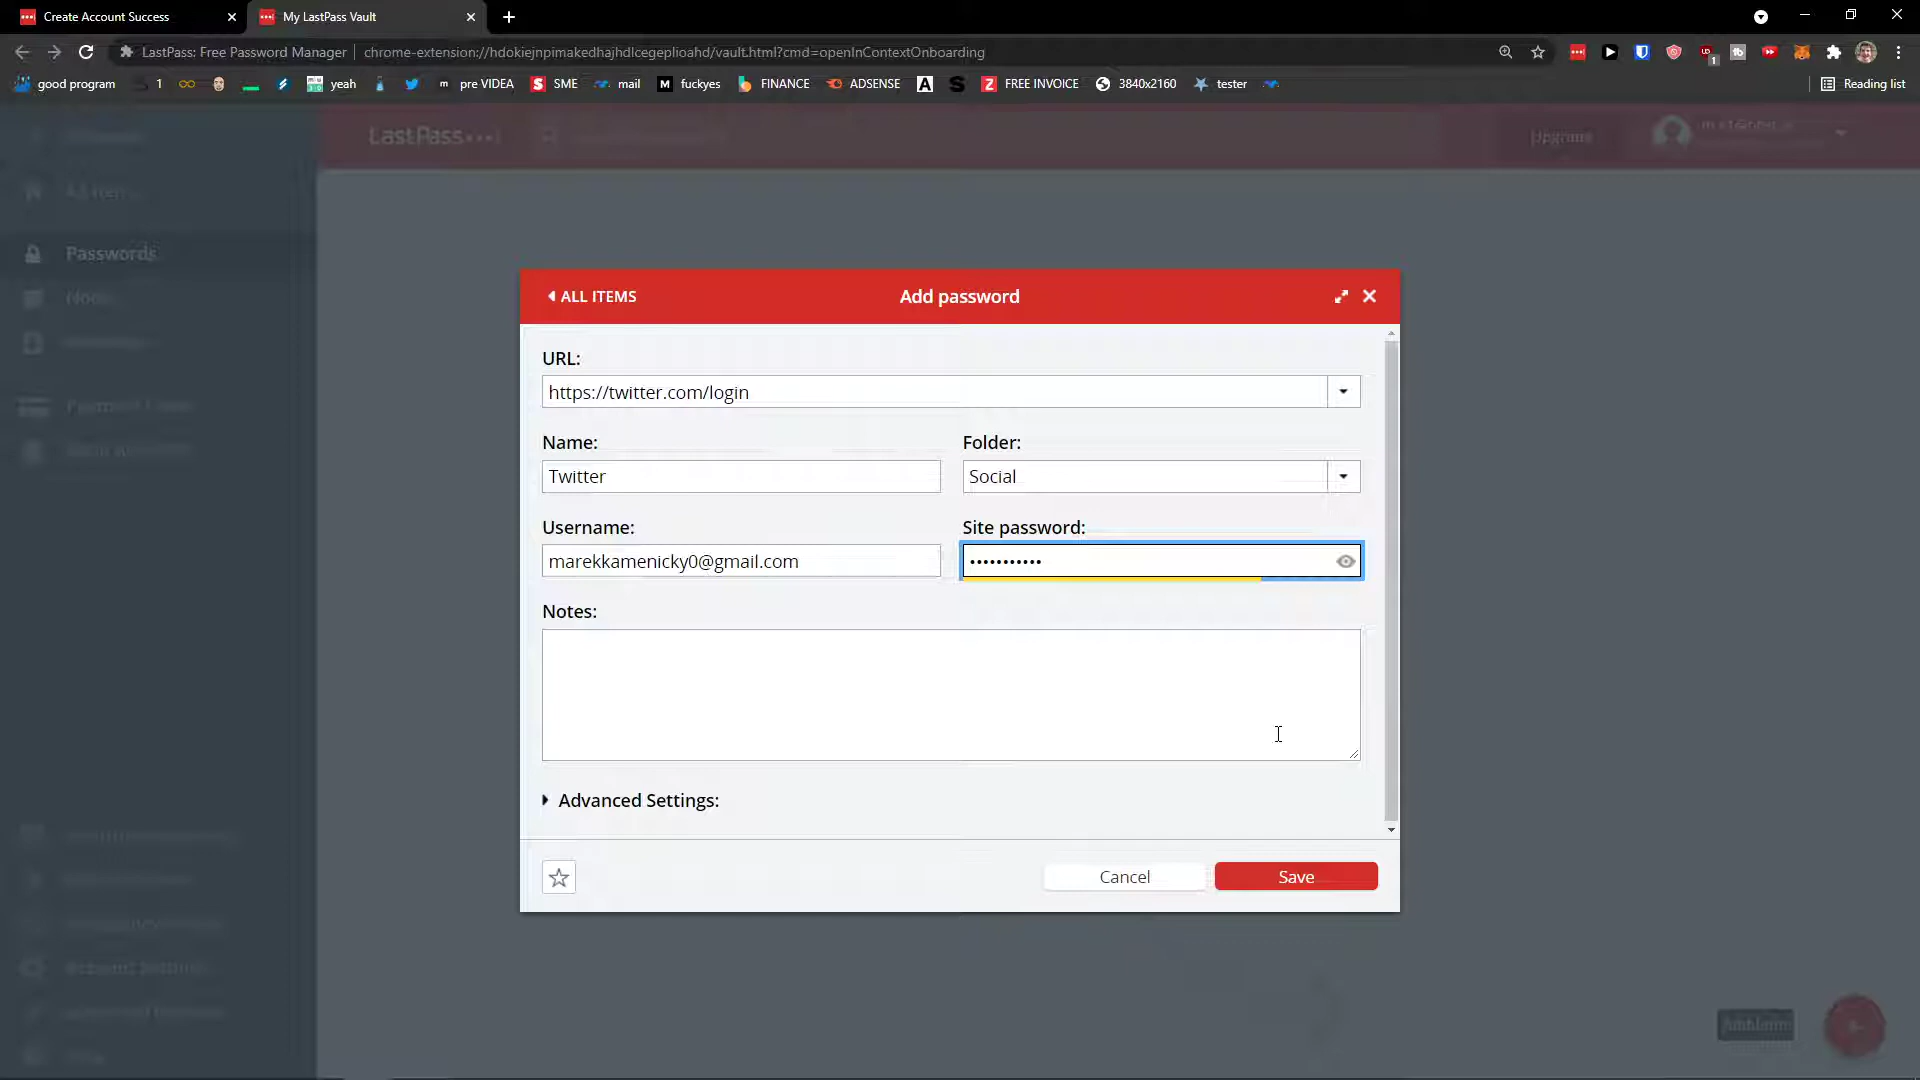 Create Account Success
My LastPass Vault
LastPass: Free Password Manager
chrome-extension://hdokiejnpimakedhajhdlcegeplioahd/vault.html?cmd=openInContextOnboarding
good program
1
yeah
m
pre VIDEA
S
SME
mail
M
fuckyes
FINANCE
ADSENSE
A
S
Z
FREE INVOICE
3840x2160
tester
Reading list
LastPass
Upgrade
Passwords
ALL ITEMS
Add password
URL:
https://twitter.com/login
Name:
Folder:
Twitter
Social
Username:
Site password:
marekkamenicky0@gmail.com
•••••••••••
Notes:
Advanced Settings:
Cancel
Save